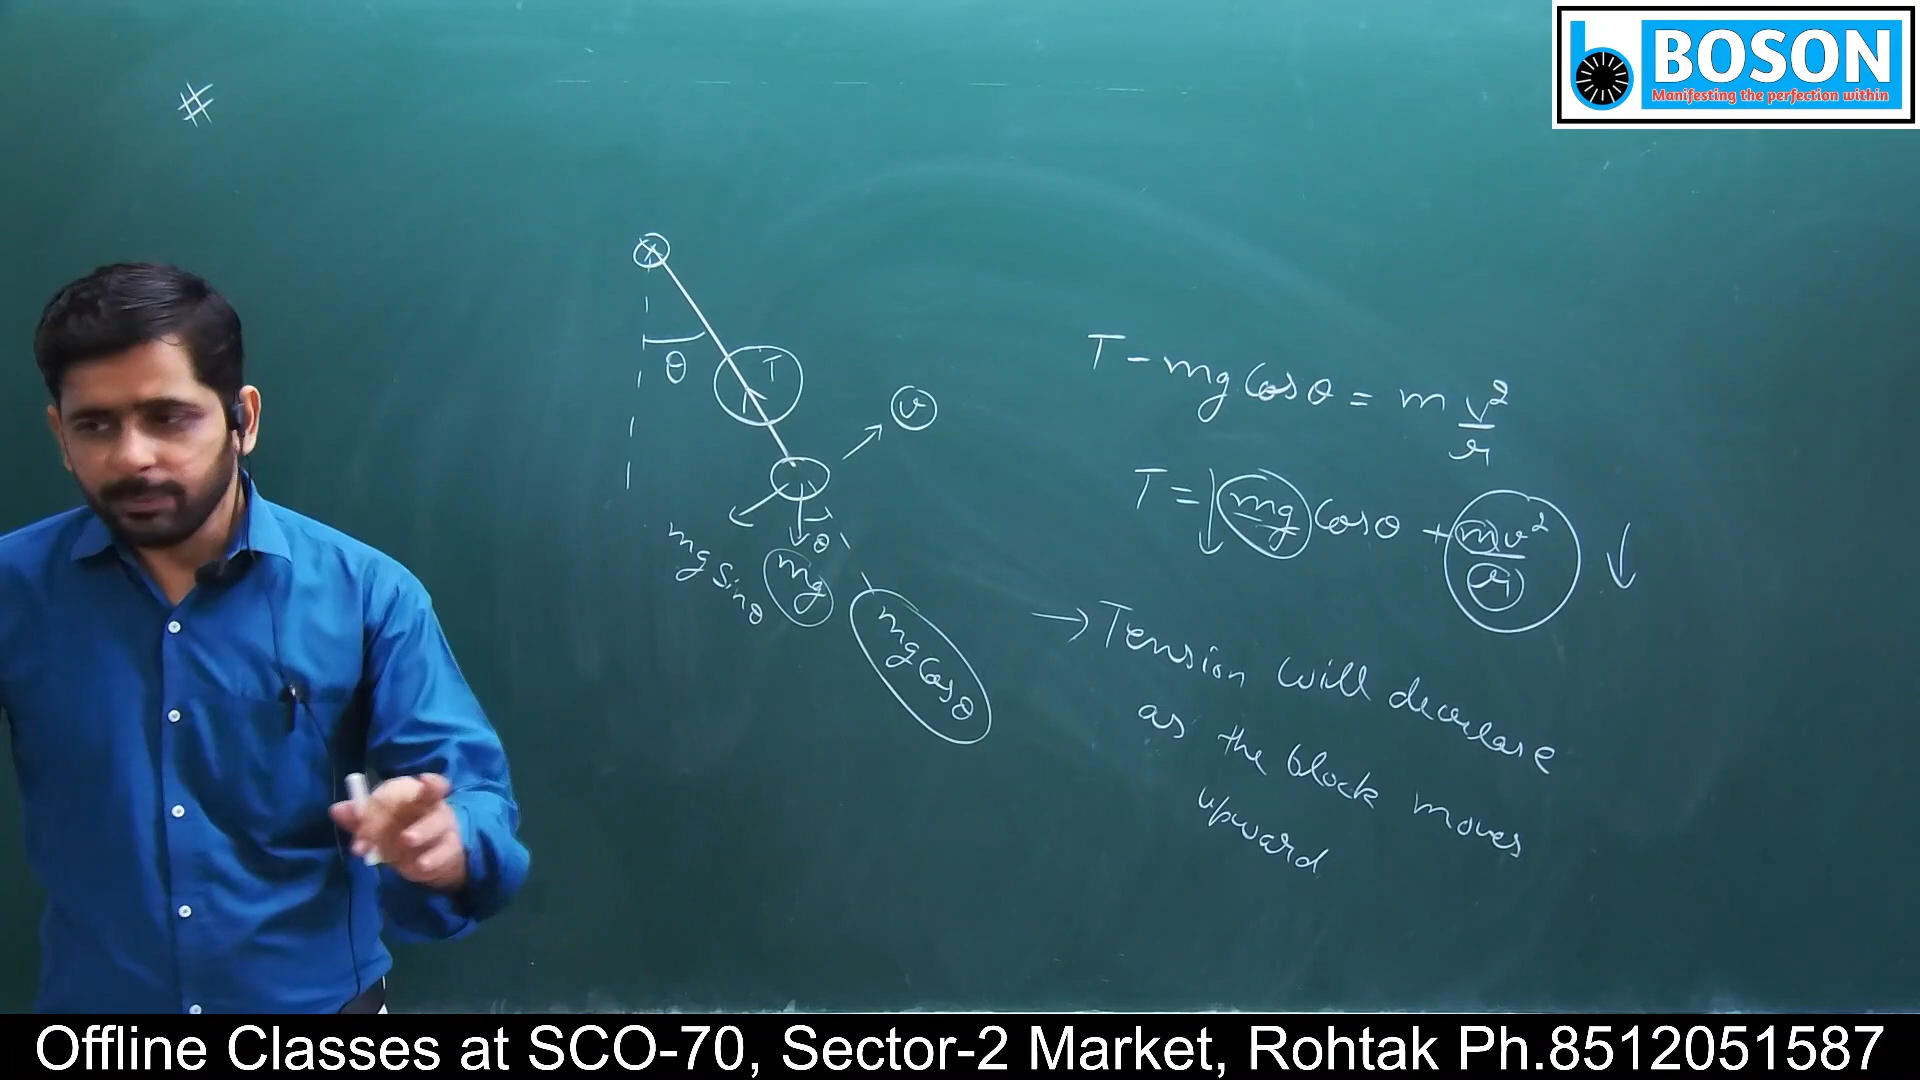 BOSON
Manifesting the perfection within
#
θ
T
v
T - mg Cosθ = m v²/r
T = ↓ mg Cosθ + mv²/r ↓
θ
mg Sinθ
mg
mg Cosθ
→ Tension will decrease
as the block moves
upward
Offline Classes at SCO-70, Sector-2 Market, Rohtak Ph.8512051587